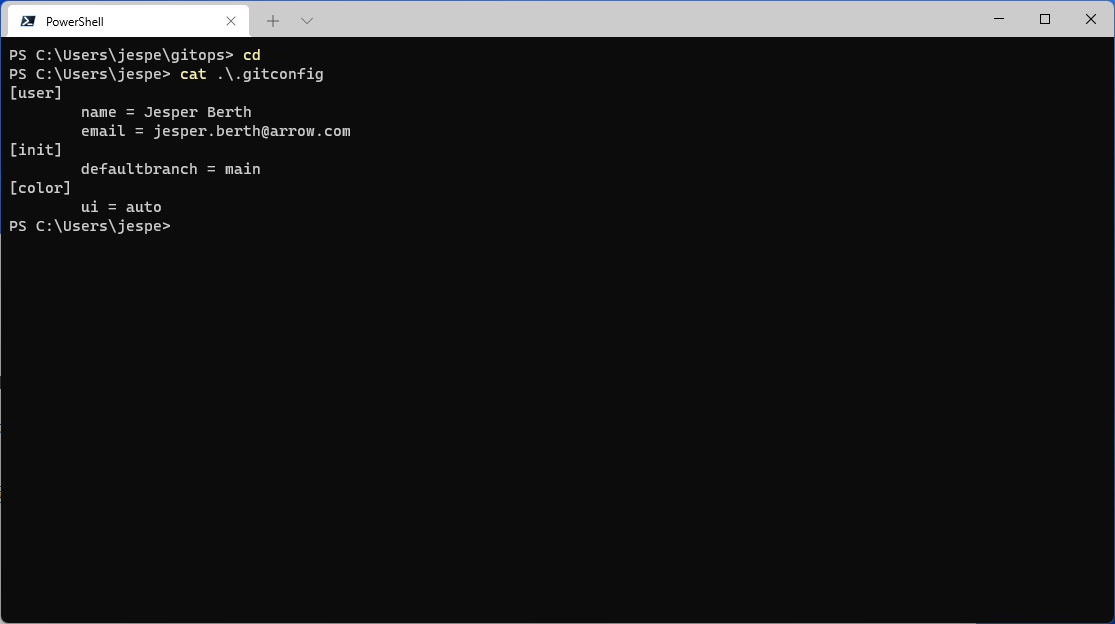 PowerShell
PS C:\Users\jespe\gitops> cd
PS C:\Users\jespe> cat .\.gitconfig
[user]
        name = Jesper Berth
        email = jesper.berth@arrow.com
[init]
        defaultbranch = main
[color]
        ui = auto
PS C:\Users\jespe>